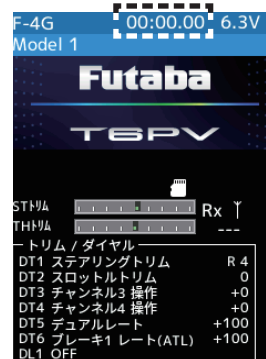 F-4G 00:00.00 6.3V
Model 1
Futaba
T6PV
STトリム Rx
THトリム ---
トリム / ダイヤル
DT1 ステアリングトリム R 4
DT2 スロットルトリム 0
DT3 チャンネル3 操作 +0
DT4 チャンネル4 操作 +0
DT5 デュアルレート +100
DT6 ブレーキ1 レート(ATL) +100
DL1 OFF